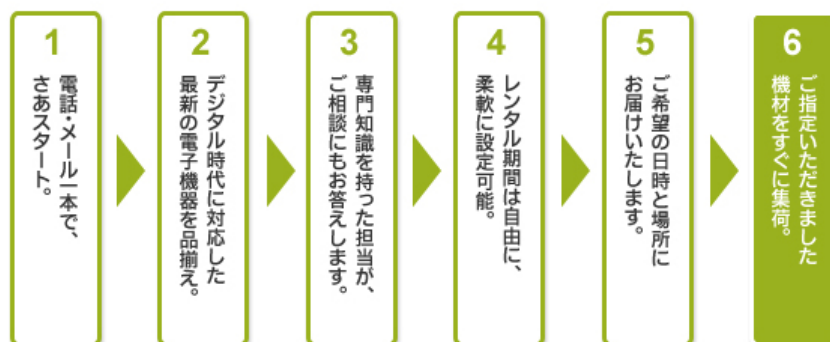 1
電話・メール一本で、
さあスタート。
2
デジタル時代に対応した
最新の電子機器を品揃え。
3
専門知識を持った担当が、
ご相談にもお答えします。
4
レンタル期間は自由に、
柔軟に設定可能。
5
ご希望の日時と場所に
お届けいたします。
6
ご指定いただきました
機材をすぐに集荷。